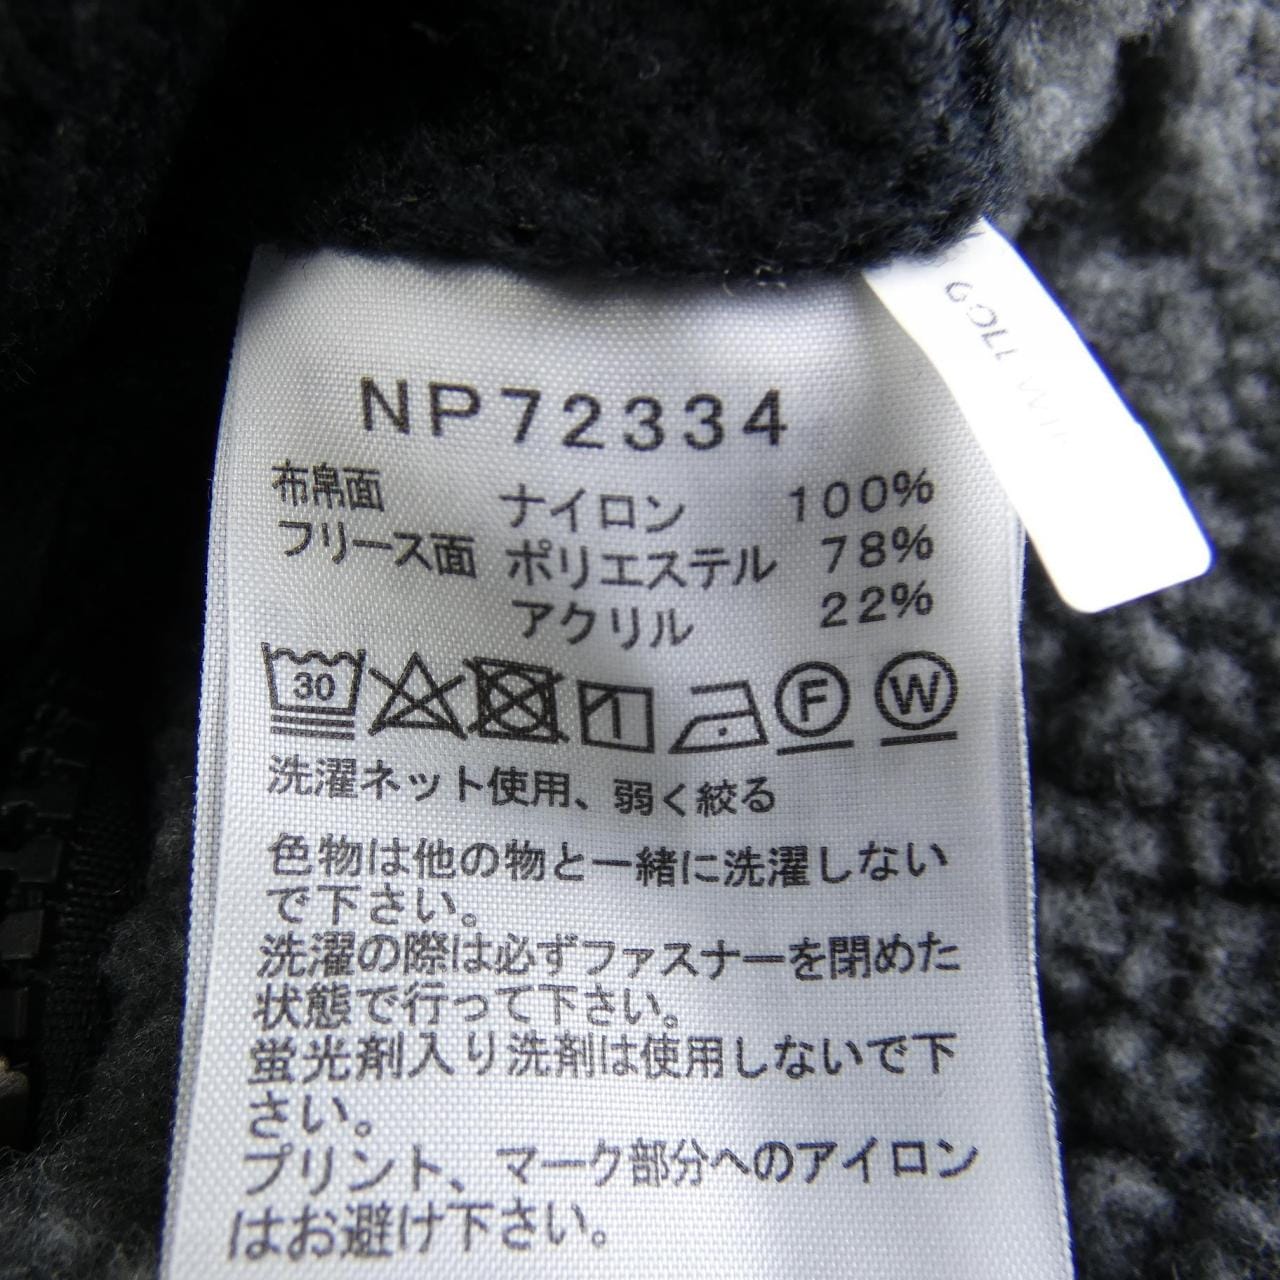 NP72334
布帛面 ナイロン 100%
フリース面 ポリエステル 78%
アクリル 22%
30 F W
洗濯ネット使用、弱く絞る
色物は他の物と一緒に洗濯しない
で下さい。
洗濯の際は必ずファスナーを閉めた
状態で行って下さい。
蛍光剤入り洗剤は使用しないで下
さい。
プリント、マーク部分へのアイロン
はお避け下さい。